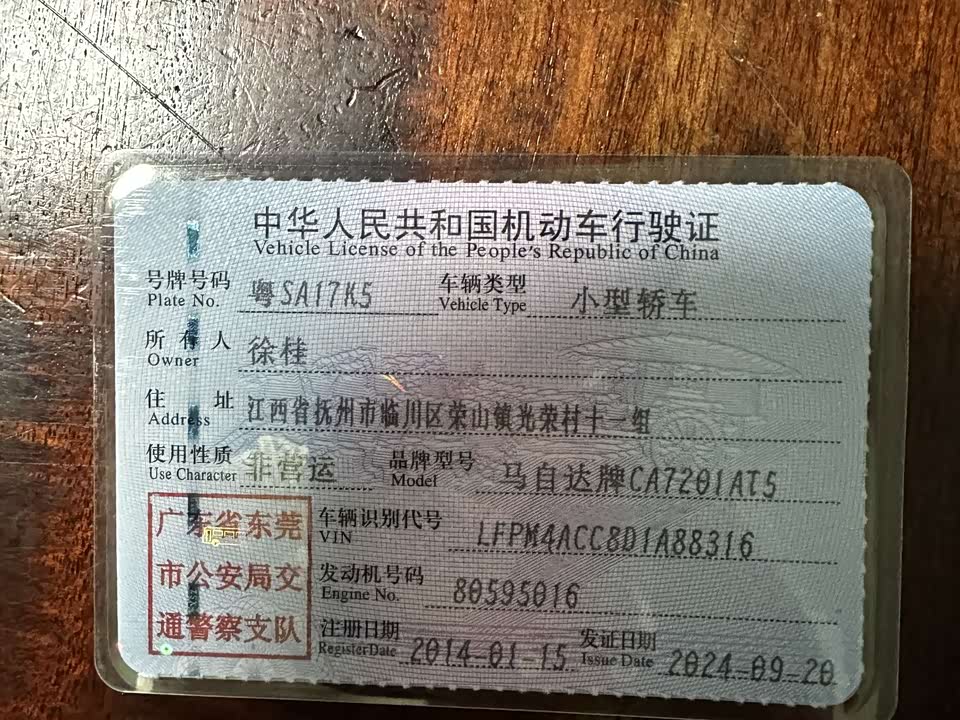 中华人民共和国机动车行驶证
Vehicle License of the People's Republic of China
号牌号码 粤SA17K5 车辆类型 小型轿车
Plate No. Vehicle Type
所有人 徐桂
Owner
住址 江西省抚州市临川区荣山镇光荣村十一组
Address
使用性质 非营运 品牌型号 马自达牌CA7201AT5
Use Character Model
广东省东莞
市公安局交
通警察支队
车辆识别代号 LFPM4ACC8D1A88316
VIN
发动机号码 80595016
Engine No.
注册日期 2014-01-15 发证日期 2024-09-20
Register Date Issue Date